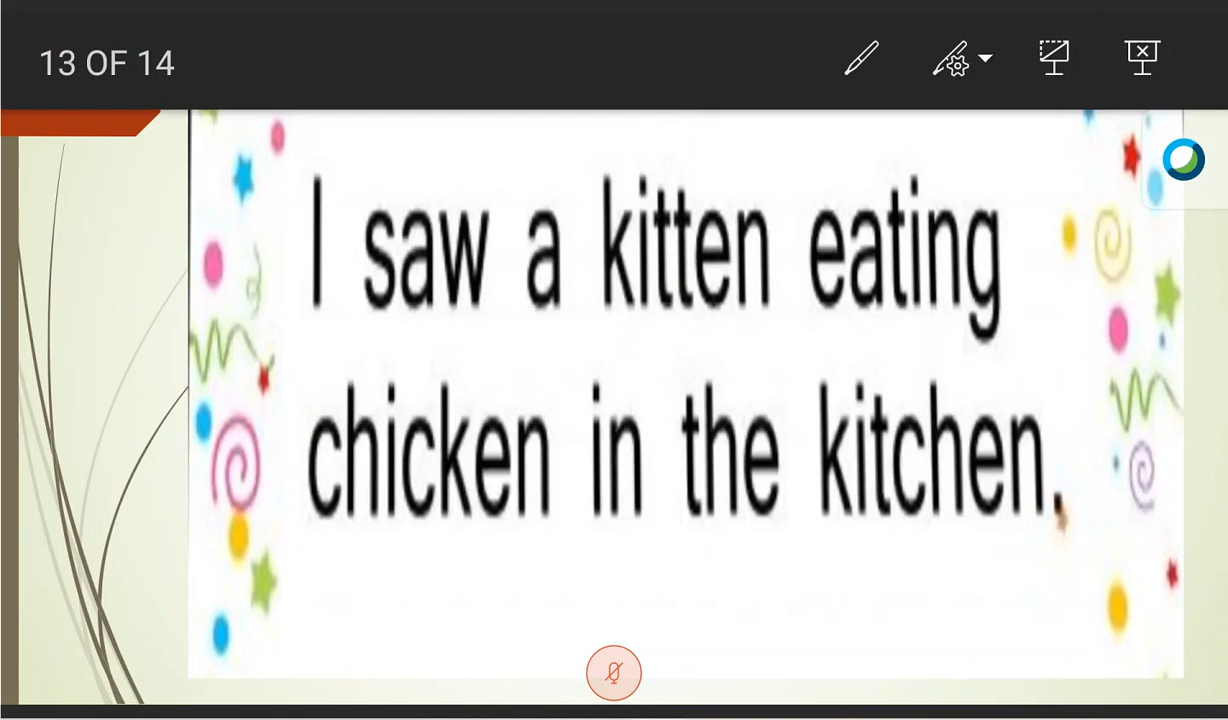 13 OF 14
I saw a kitten eating
chicken in the kitchen.